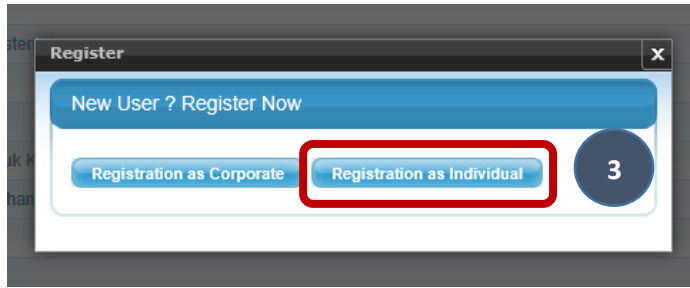 Register
x
New User ? Register Now
Registration as Corporate
Registration as Individual
3